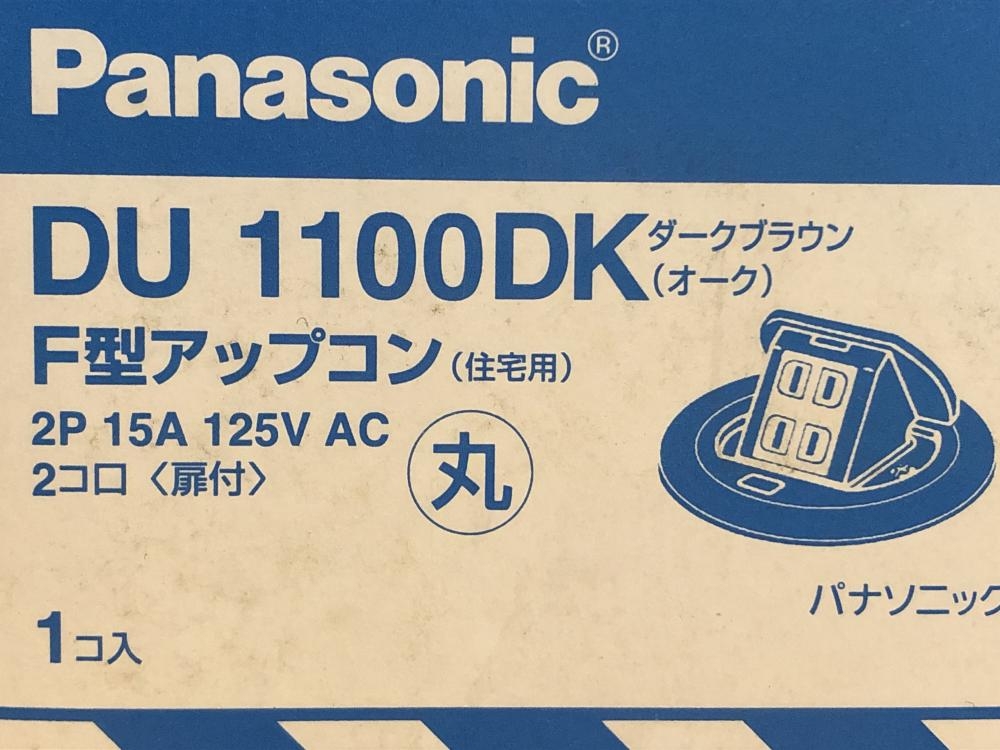 Panasonic®
DU 1100DK ダークブラウン
(オーク)
F型アップコン (住宅用)
2P 15A 125V AC
2コロ〈扉付〉
丸
パナソニック
1コ入